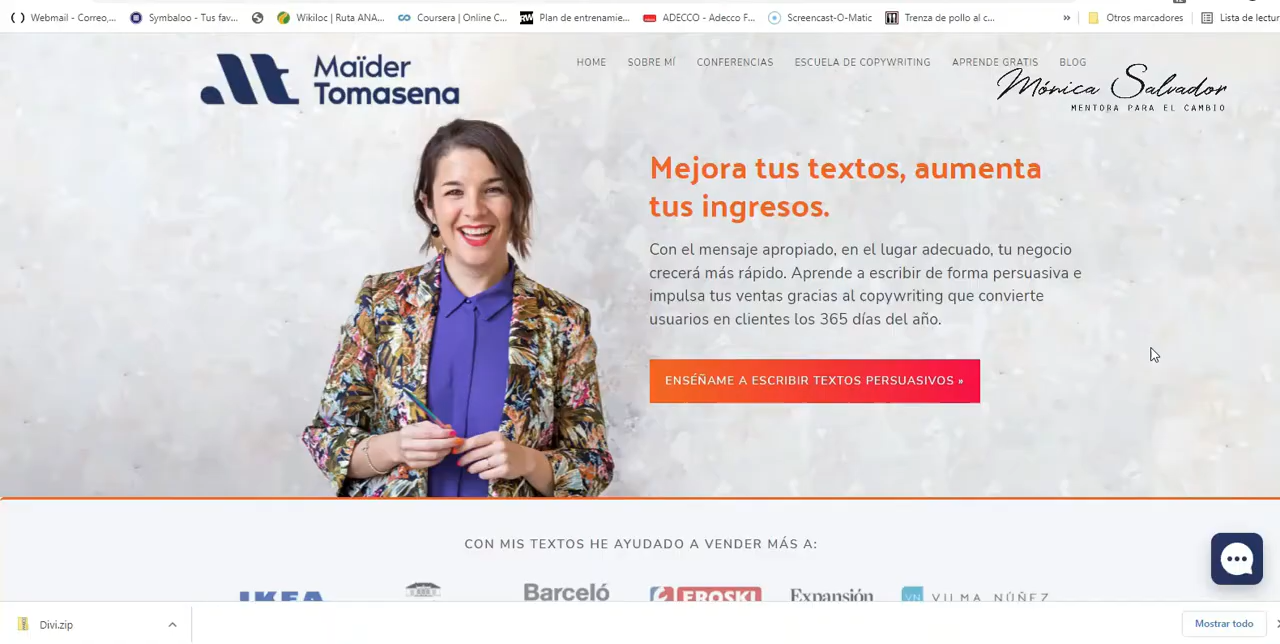 Webmail - Correo,... Symbaloo - Tus fav... Wikiloc | Ruta ANA... Coursera | Online C... RW Plan de entrenamie... ADECCO - Adecco F... Screencast-O-Matic Trenza de pollo al c... » Otros marcadores Lista de lectur
Maïder
Tomasena
HOME SOBRE MÍ CONFERENCIAS ESCUELA DE COPYWRITING APRENDE GRATIS BLOG
Mónica Salvador
MENTORA PARA EL CAMBIO
Mejora tus textos, aumenta
tus ingresos.
Con el mensaje apropiado, en el lugar adecuado, tu negocio
crecerá más rápido. Aprende a escribir de forma persuasiva e
impulsa tus ventas gracias al copywriting que convierte
usuarios en clientes los 365 días del año.
ENSÉÑAME A ESCRIBIR TEXTOS PERSUASIVOS »
CON MIS TEXTOS HE AYUDADO A VENDER MÁS A:
IKEA Barceló EROSKI Expansión VN VILMA NÚÑEZ
Divi.zip Mostrar todo